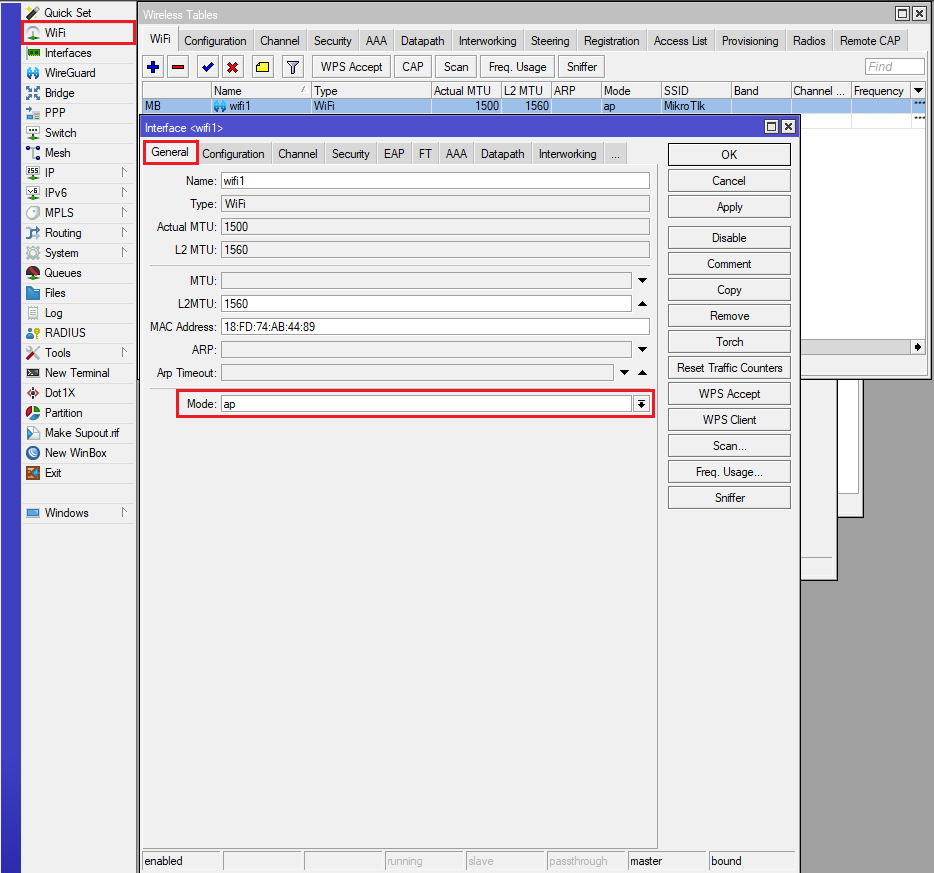 Quick Set
WiFi
Interfaces
WireGuard
Bridge
PPP
Switch
Mesh
IP
IPv6
MPLS
Routing
System
Queues
Files
Log
RADIUS
Tools
New Terminal
Dot1X
Partition
Make Supout.rif
New WinBox
Exit
Windows
Wireless Tables
WiFi Configuration Channel Security AAA Datapath Interworking Steering Registration Access List Provisioning Radios Remote CAP
WPS Accept CAP Scan Freq. Usage Sniffer Find
Name Type Actual MTU L2 MTU ARP Mode SSID Band Channel ... Frequency
MB wifi1 WiFi 1500 1560 ap MikroTIk
Interface <wifi1>
General Configuration Channel Security EAP FT AAA Datapath Interworking ...
Name: wifi1
Type: WiFi
Actual MTU: 1500
L2 MTU: 1560
MTU:
L2MTU: 1560
MAC Address: 18:FD:74:AB:44:89
ARP:
Arp Timeout:
Mode: ap
OK
Cancel
Apply
Disable
Comment
Copy
Remove
Torch
Reset Traffic Counters
WPS Accept
WPS Client
Scan...
Freq. Usage...
Sniffer
enabled running slave passthrough master bound